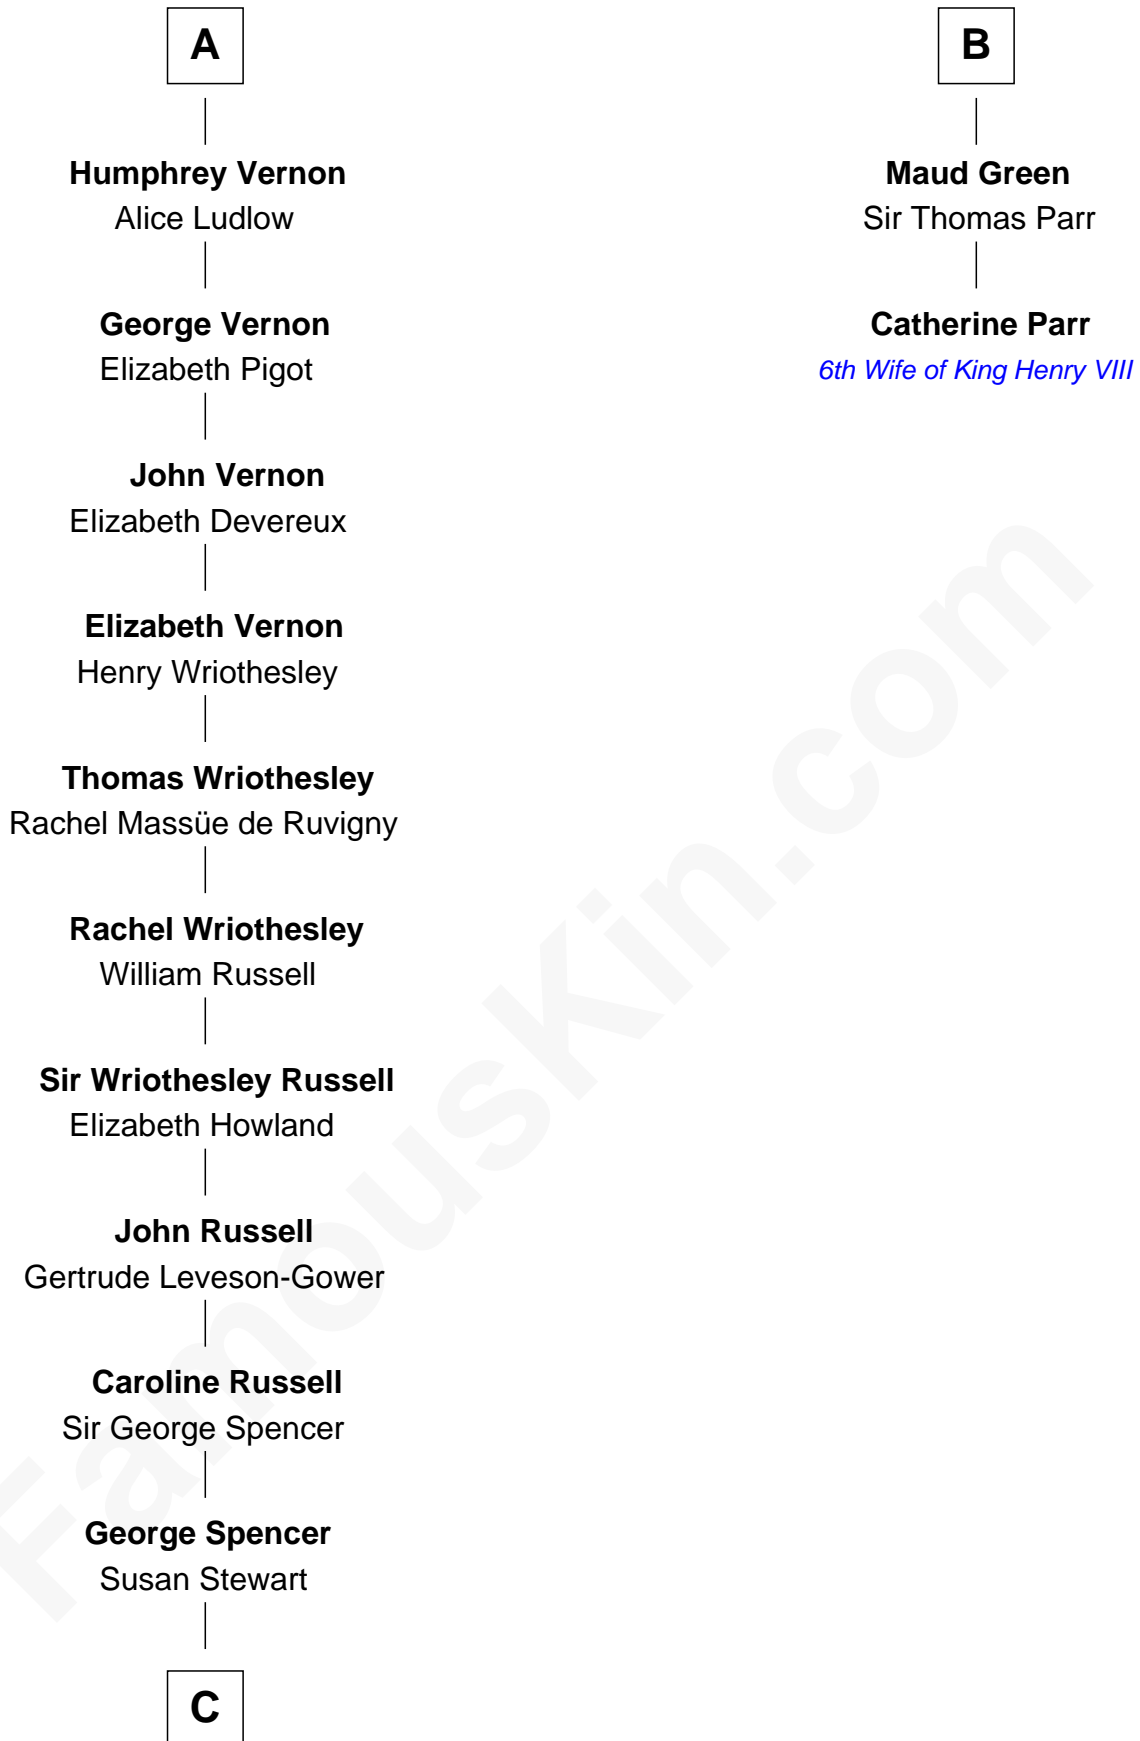 A
Humphrey Vernon
Alice Ludlow
George Vernon
Elizabeth Pigot
John Vernon
Elizabeth Devereux
Elizabeth Vernon
Henry Wriothesley
Thomas Wriothesley
Rachel Massüe de Ruvigny
Rachel Wriothesley
William Russell
Sir Wriothesley Russell
Elizabeth Howland
John Russell
Gertrude Leveson-Gower
Caroline Russell
Sir George Spencer
George Spencer
Susan Stewart
C
B
Maud Green
Sir Thomas Parr
Catherine Parr
6th Wife of King Henry VIII
FamousKin.com